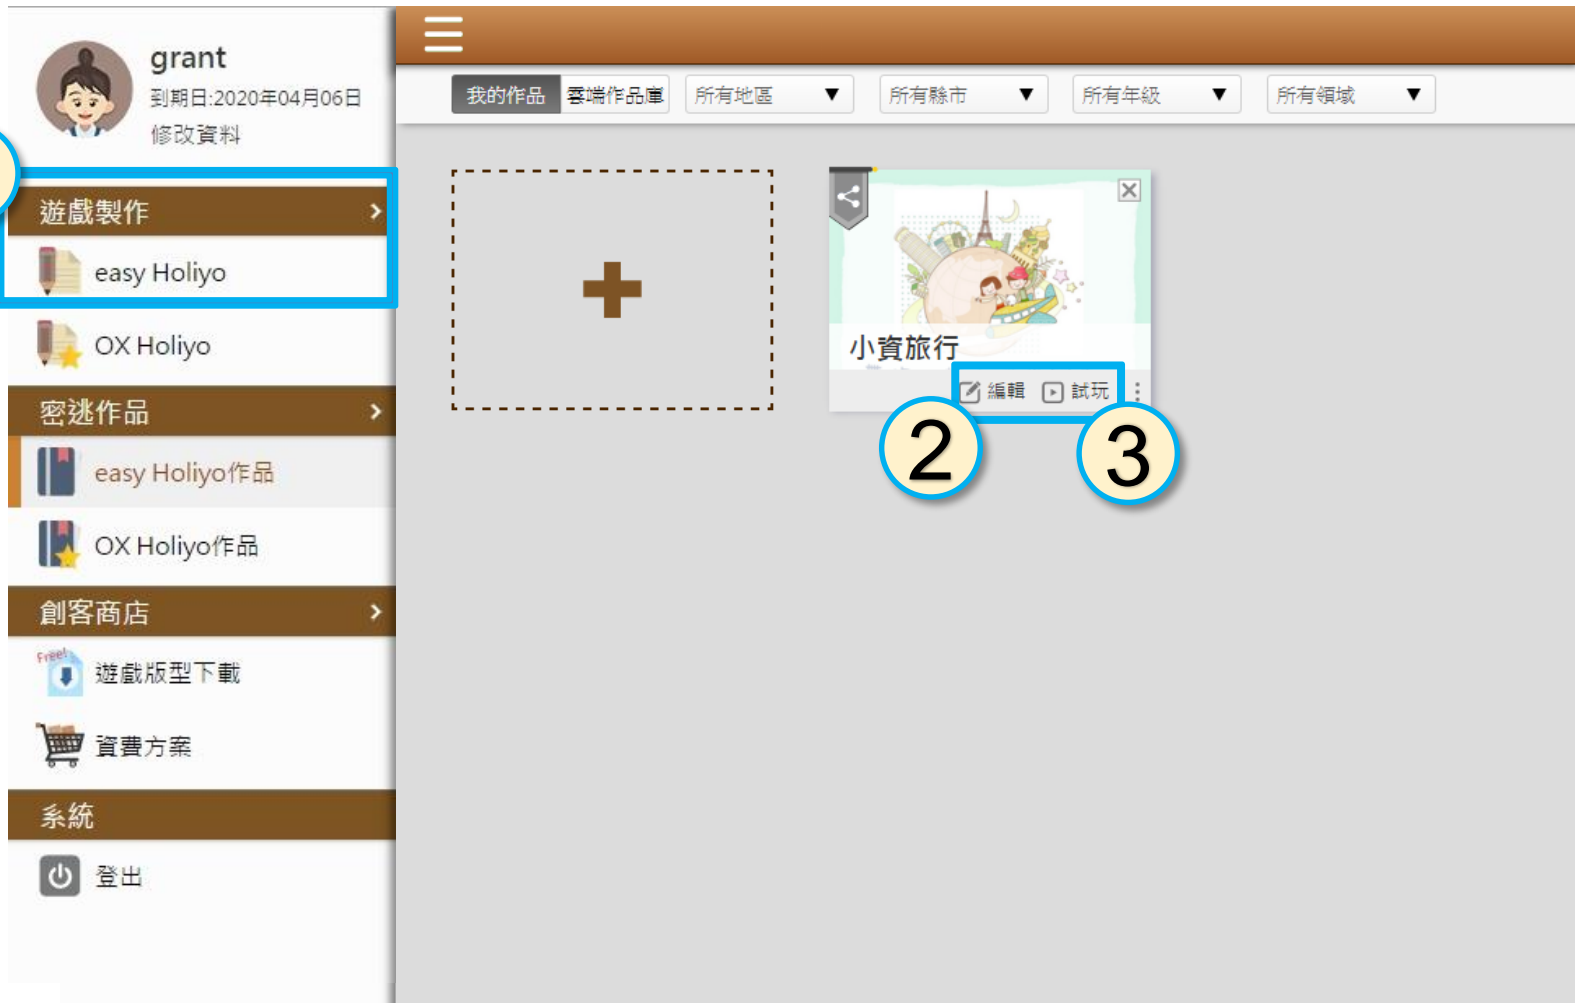 grant
到期日:2020年04月06日
修改資料
遊戲製作
easy Holiyo
OX Holiyo
密逃作品
easy Holiyo作品
OX Holiyo作品
創客商店
Free!
遊戲版型下載
資費方案
系統
登出
我的作品 雲端作品庫 所有地區 所有縣市 所有年級 所有領域
小資旅行
編輯 試玩
2 3